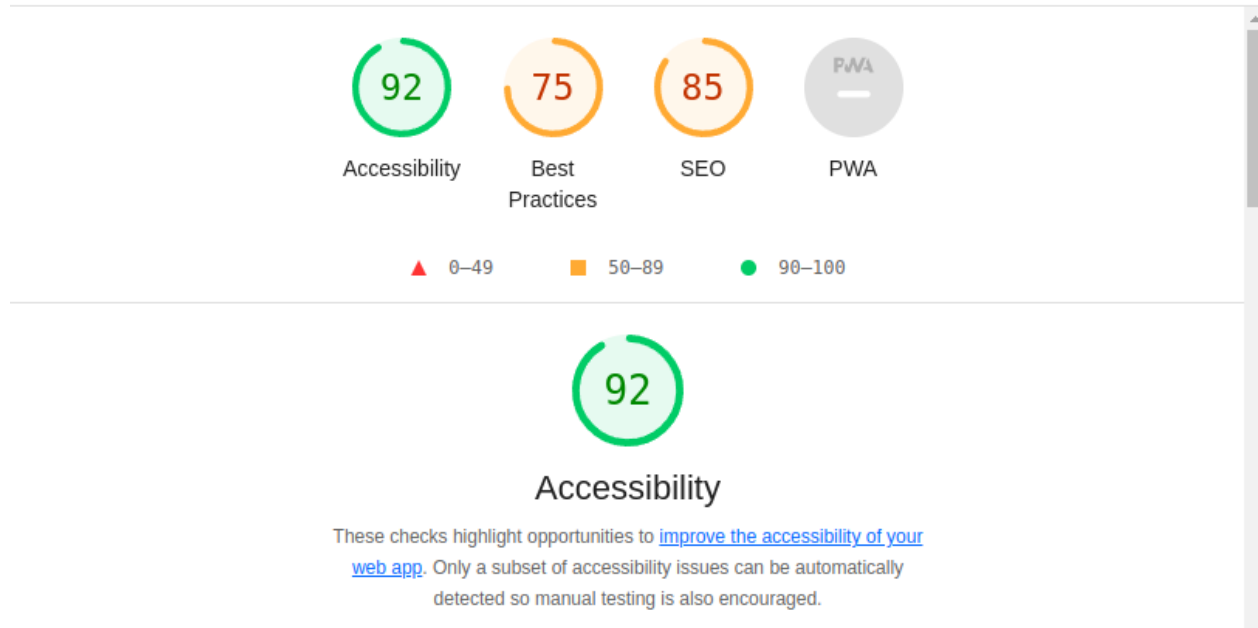 92 75 85 PWA
Accessibility Best Practices SEO PWA
0–49 50–89 90–100
92
Accessibility
These checks highlight opportunities to improve the accessibility of your
web app. Only a subset of accessibility issues can be automatically
detected so manual testing is also encouraged.